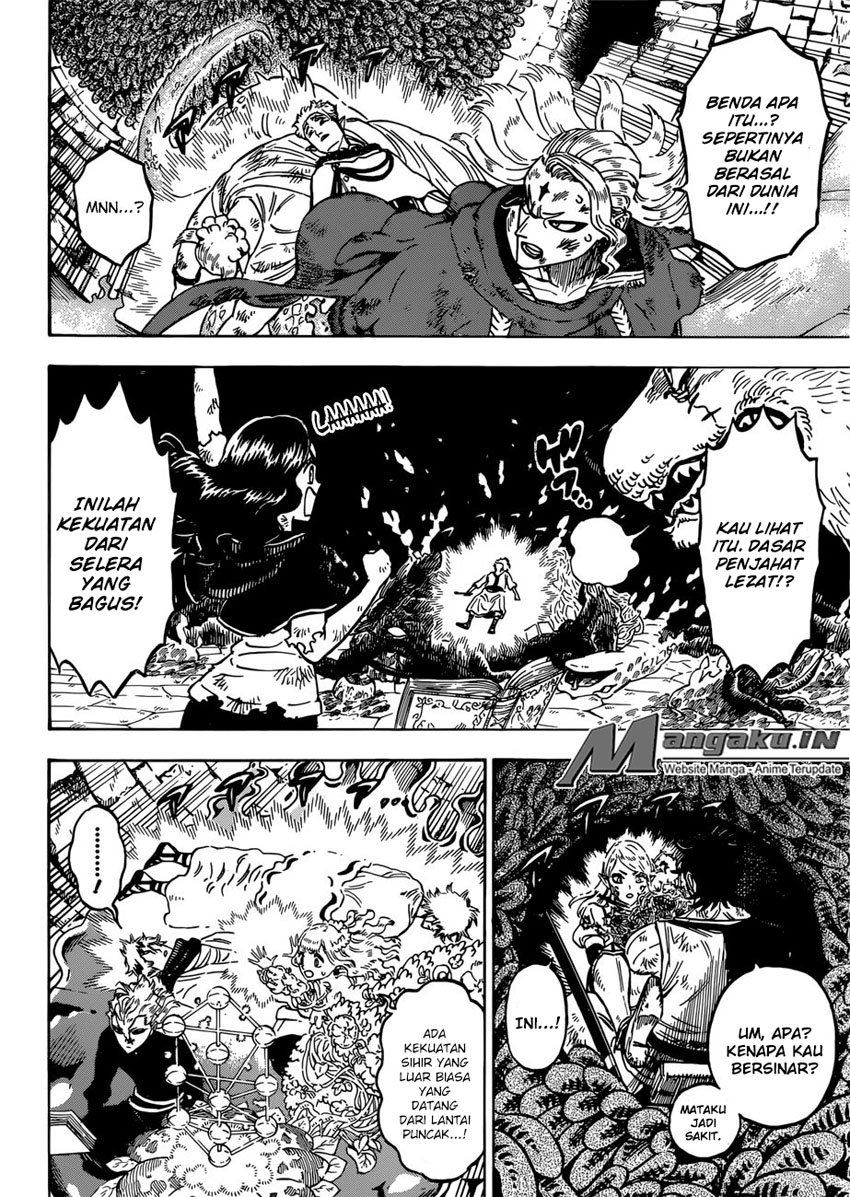 BENDA APA
ITU...?
SEPERTINYA
BUKAN
BERASAL
DARI DUNIA
INI...!!
MNN...?
LAAAAAA!
KAU LIHAT
ITU. DASAR
PENJAHAT
LEZAT!?
INILAH
KEKUATAN
DARI
SELERA
YANG
BAGUS!
Mangaku.IN
Website Manga - Anime Terupdate
.........!
ADA
KEKUATAN
SIHIR YANG
LUAR BIASA
YANG
DATANG
DARI LANTAI
PUNCAK...!
INI...!
UM, APA?
KENAPA KAU
BERSINAR?
MATAKU
JADI
SAKIT.